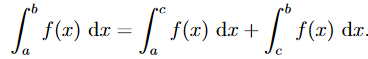 ∫_a^b f(x) dx = ∫_a^c f(x) dx + ∫_c^b f(x) dx.